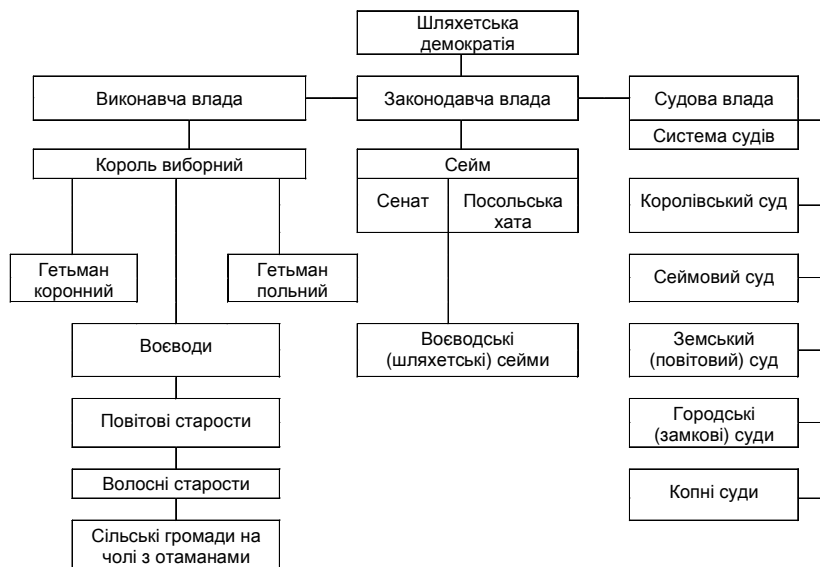 Шляхетська
демократія
Виконавча влада
Законодавча влада
Судова влада
Система судів
Король виборний
Сейм
Сенат
Посольська
хата
Королівський суд
Гетьман
коронний
Гетьман
польний
Сеймовий суд
Воєводи
Воєводські
(шляхетські) сейми
Земський
(повітовий) суд
Повітові старости
Городські
(замкові) суди
Волосні старости
Копні суди
Сільські громади на
чолі з отаманами